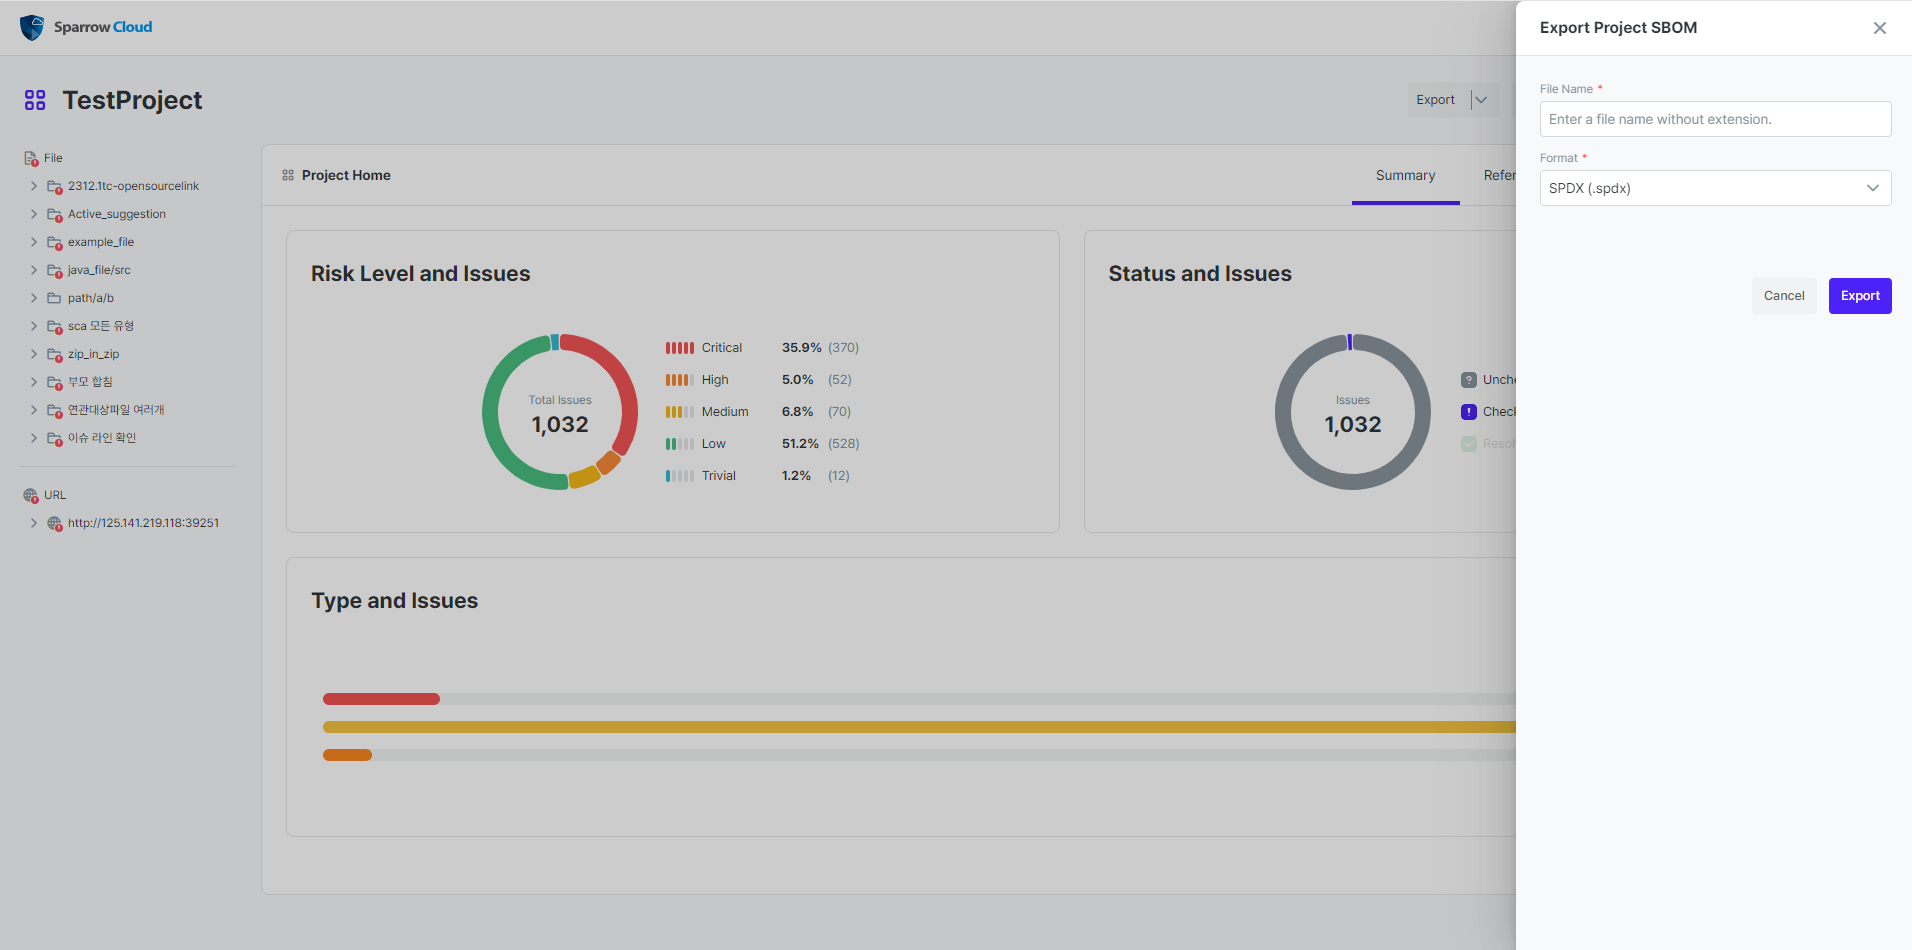 Sparrow Cloud
TestProject
Export
File
2312.1tc-opensourcelink
Active_suggestion
example_file
java_file/src
path/a/b
sca 모든 유형
zip_in_zip
부모 합침
연관대상파일 여러개
이슈 라인 확인
URL
http://125.141.219.118:39251
Project Home
Summary
Refer
Risk Level and Issues
Total Issues
1,032
Critical 35.9% (370)
High 5.0% (52)
Medium 6.8% (70)
Low 51.2% (528)
Trivial 1.2% (12)
Status and Issues
Issues
1,032
Unche
Check
Resol
Type and Issues
Export Project SBOM
File Name *
Enter a file name without extension.
Format *
SPDX (.spdx)
Cancel
Export